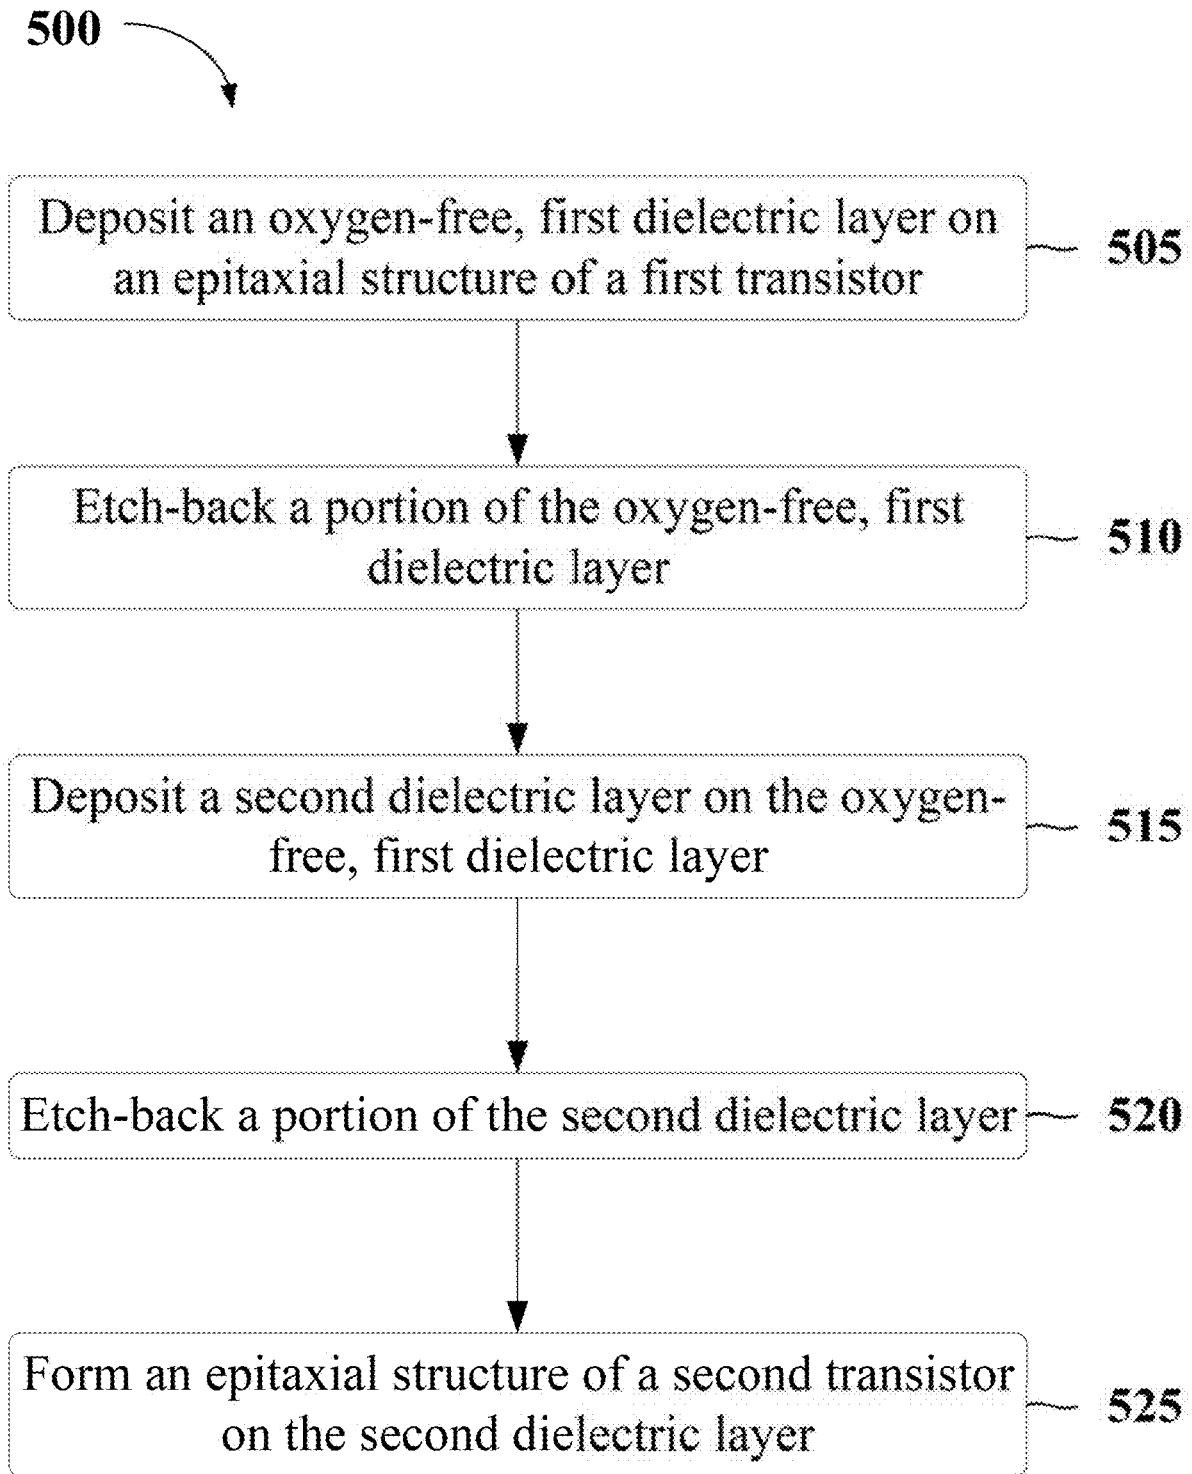 500
Deposit an oxygen-free, first dielectric layer on
an epitaxial structure of a first transistor
505
Etch-back a portion of the oxygen-free, first
dielectric layer
510
Deposit a second dielectric layer on the oxygen-
free, first dielectric layer
515
Etch-back a portion of the second dielectric layer
520
Form an epitaxial structure of a second transistor
on the second dielectric layer
525